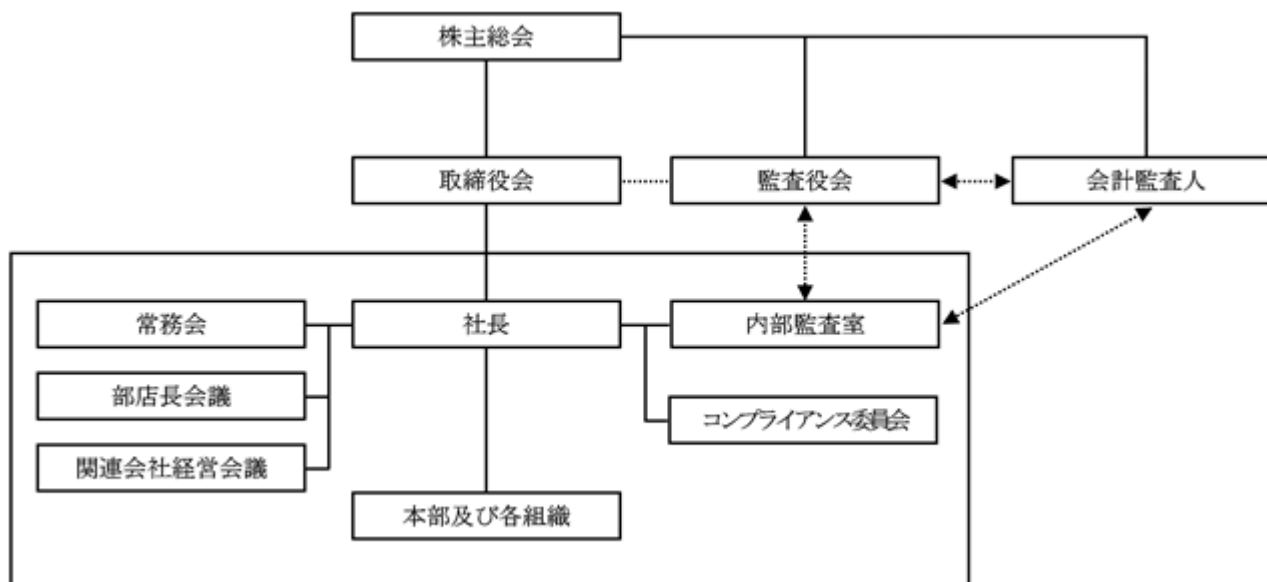 株主総会
取締役会
監査役会
会計監査人
常務会
社長
内部監査室
部店長会議
コンプライアンス委員会
関連会社経営会議
本部及び各組織